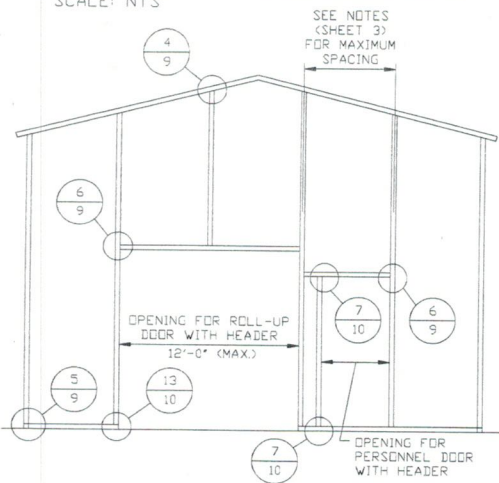 SCALE: NTS
SEE NOTES
(SHEET 3)
FOR MAXIMUM
SPACING
4
9
6
9
OPENING FOR ROLL-UP
DOOR WITH HEADER
12'-0" (MAX.)
7
10
6
9
5
9
13
10
7
10
OPENING FOR
PERSONNEL DOOR
WITH HEADER